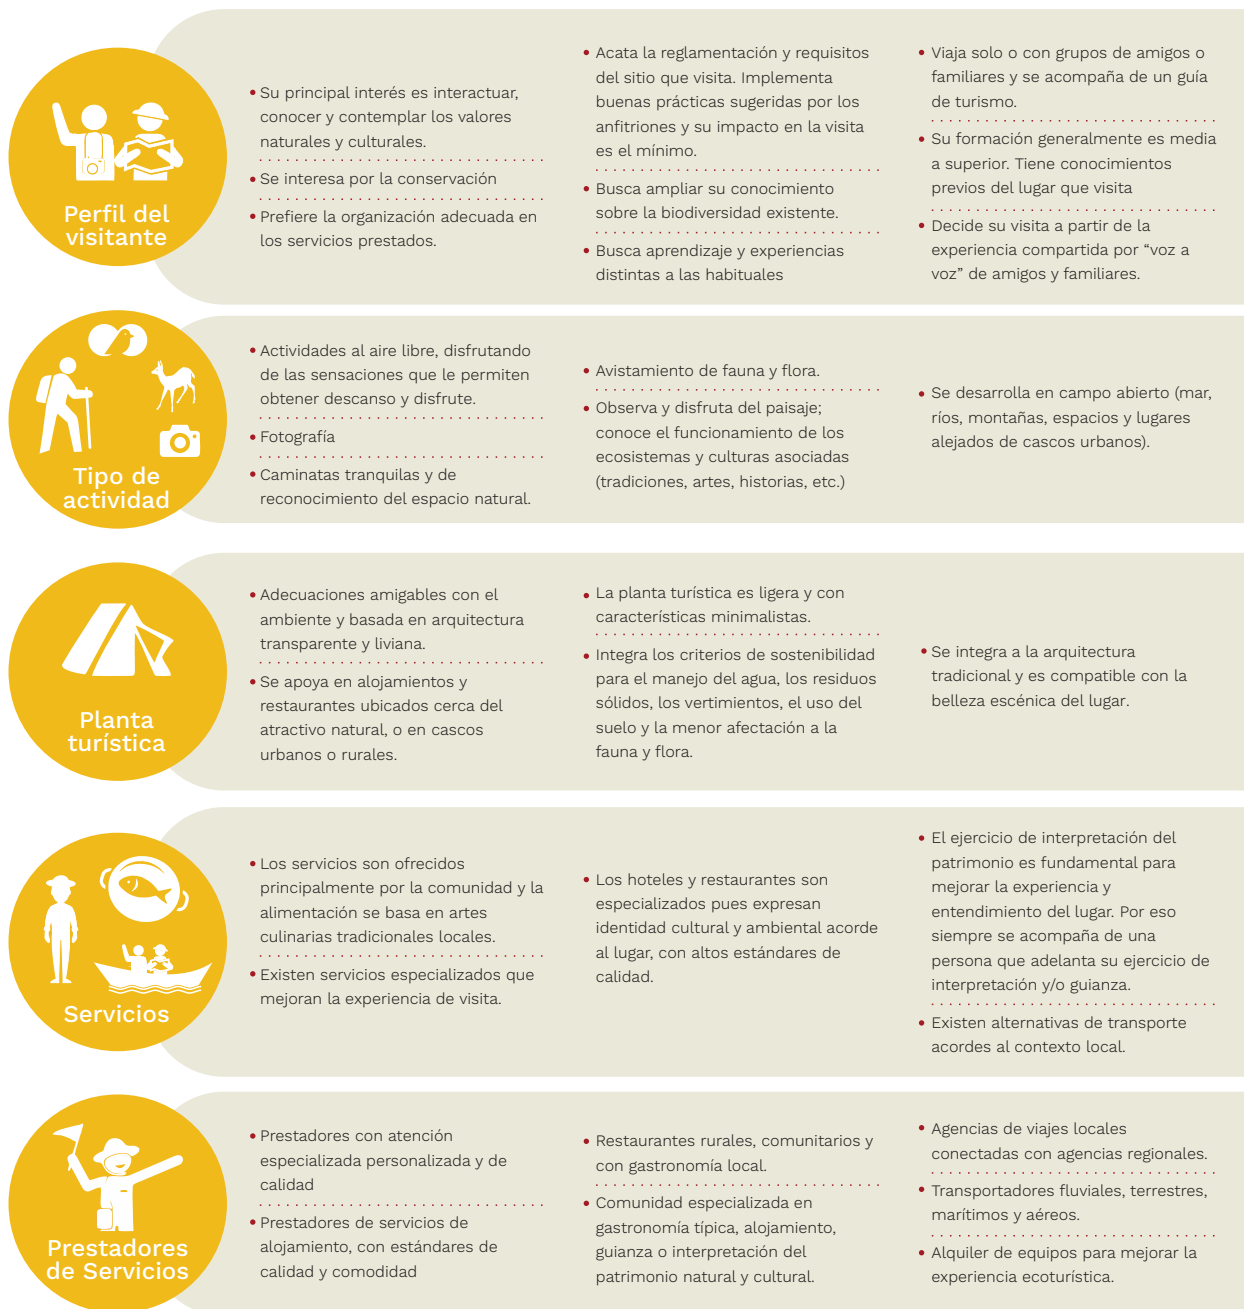 Perfil del
visitante
• Su principal interés es interactuar,
conocer y contemplar los valores
naturales y culturales.
• Se interesa por la conservación
• Prefiere la organización adecuada en
los servicios prestados.
• Acata la reglamentación y requisitos
del sitio que visita. Implementa
buenas prácticas sugeridas por los
anfitriones y su impacto en la visita
es el mínimo.
• Busca ampliar su conocimiento
sobre la biodiversidad existente.
• Busca aprendizaje y experiencias
distintas a las habituales
• Viaja solo o con grupos de amigos o
familiares y se acompaña de un guía
de turismo.
• Su formación generalmente es media
a superior. Tiene conocimientos
previos del lugar que visita
• Decide su visita a partir de la
experiencia compartida por “voz a
voz” de amigos y familiares.
Tipo de
actividad
• Actividades al aire libre, disfrutando
de las sensaciones que le permiten
obtener descanso y disfrute.
• Fotografía
• Caminatas tranquilas y de
reconocimiento del espacio natural.
• Avistamiento de fauna y flora.
• Observa y disfruta del paisaje;
conoce el funcionamiento de los
ecosistemas y culturas asociadas
(tradiciones, artes, historias, etc.)
• Se desarrolla en campo abierto (mar,
ríos, montañas, espacios y lugares
alejados de cascos urbanos).
Planta
turística
• Adecuaciones amigables con el
ambiente y basada en arquitectura
transparente y liviana.
• Se apoya en alojamientos y
restaurantes ubicados cerca del
atractivo natural, o en cascos
urbanos o rurales.
• La planta turística es ligera y con
características minimalistas.
• Integra los criterios de sostenibilidad
para el manejo del agua, los residuos
sólidos, los vertimientos, el uso del
suelo y la menor afectación a la
fauna y flora.
• Se integra a la arquitectura
tradicional y es compatible con la
belleza escénica del lugar.
Servicios
• Los servicios son ofrecidos
principalmente por la comunidad y la
alimentación se basa en artes
culinarias tradicionales locales.
• Existen servicios especializados que
mejoran la experiencia de visita.
• Los hoteles y restaurantes son
especializados pues expresan
identidad cultural y ambiental acorde
al lugar, con altos estándares de
calidad.
• El ejercicio de interpretación del
patrimonio es fundamental para
mejorar la experiencia y
entendimiento del lugar. Por eso
siempre se acompaña de una
persona que adelanta su ejercicio de
interpretación y/o guianza.
• Existen alternativas de transporte
acordes al contexto local.
Prestadores
de Servicios
• Prestadores con atención
especializada personalizada y de
calidad
• Prestadores de servicios de
alojamiento, con estándares de
calidad y comodidad
• Restaurantes rurales, comunitarios y
con gastronomía local.
• Comunidad especializada en
gastronomía típica, alojamiento,
guianza o interpretación del
patrimonio natural y cultural.
• Agencias de viajes locales
conectadas con agencias regionales.
• Transportadores fluviales, terrestres,
marítimos y aéreos.
• Alquiler de equipos para mejorar la
experiencia ecoturística.